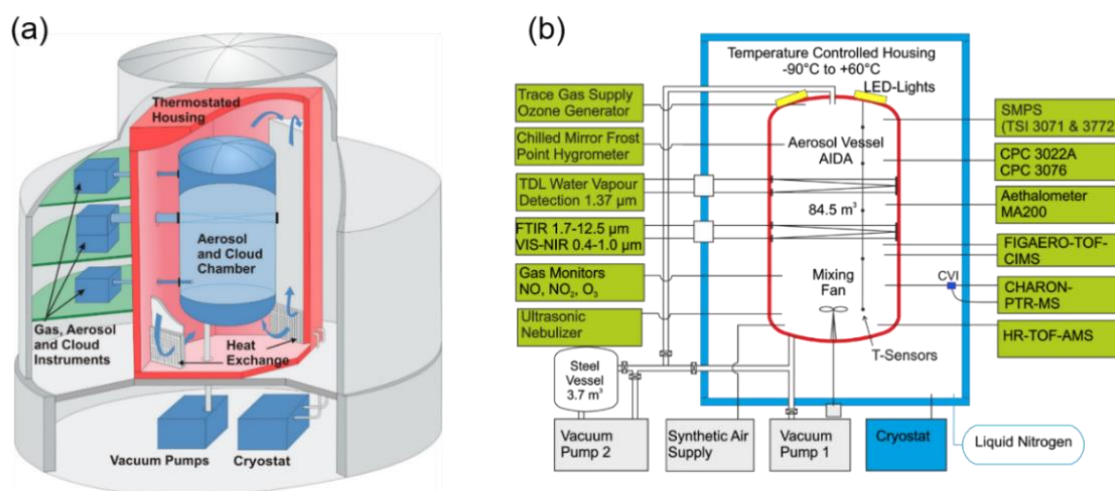 (a)
Thermostated
Housing
Aerosol
and Cloud
Chamber
Gas, Aerosol
and Cloud
Instruments
Heat
Exchange
Vacuum Pumps
Cryostat
(b)
Temperature Controlled Housing
-90°C to +60°C
LED-Lights
Trace Gas Supply
Ozone Generator
Chilled Mirror Frost
Point Hygrometer
TDL Water Vapour
Detection 1.37 µm
FTIR 1.7-12.5 µm
VIS-NIR 0.4-1.0 µm
Gas Monitors
NO, NO₂, O₃
Ultrasonic
Nebulizer
Aerosol Vessel
AIDA
84.5 m³
Mixing
Fan
T-Sensors
SMPS
(TSI 3071 & 3772)
CPC 3022A
CPC 3076
Aethalometer
MA200
FIGAERO-TOF-
CIMS
CVI
CHARON-
PTR-MS
HR-TOF-AMS
Steel
Vessel
3.7 m³
Vacuum
Pump 2
Synthetic Air
Supply
Vacuum
Pump 1
Cryostat
Liquid Nitrogen